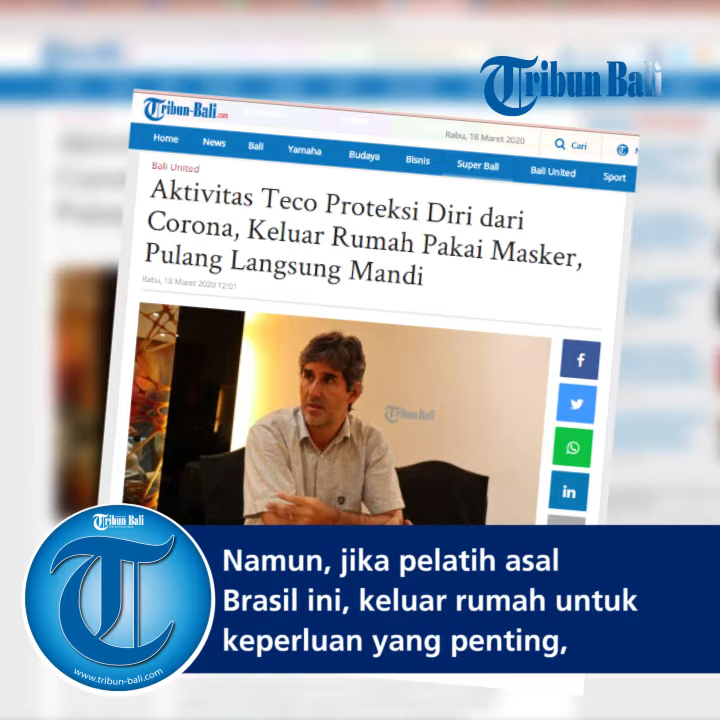 Tribun Bali
Tribun-Bali.com
Rabu, 18 Maret 2020
Cari
Home News Bali Yamaha Budaya Bisnis Super Ball Bali United Sport
Bali United
Aktivitas Teco Proteksi Diri dari
Corona, Keluar Rumah Pakai Masker,
Pulang Langsung Mandi
Rabu, 18 Maret 2020 12:01
Tribun Bali
Tribun Bali
Namun, jika pelatih asal
Brasil ini, keluar rumah untuk
keperluan yang penting,
www.tribun-bali.com